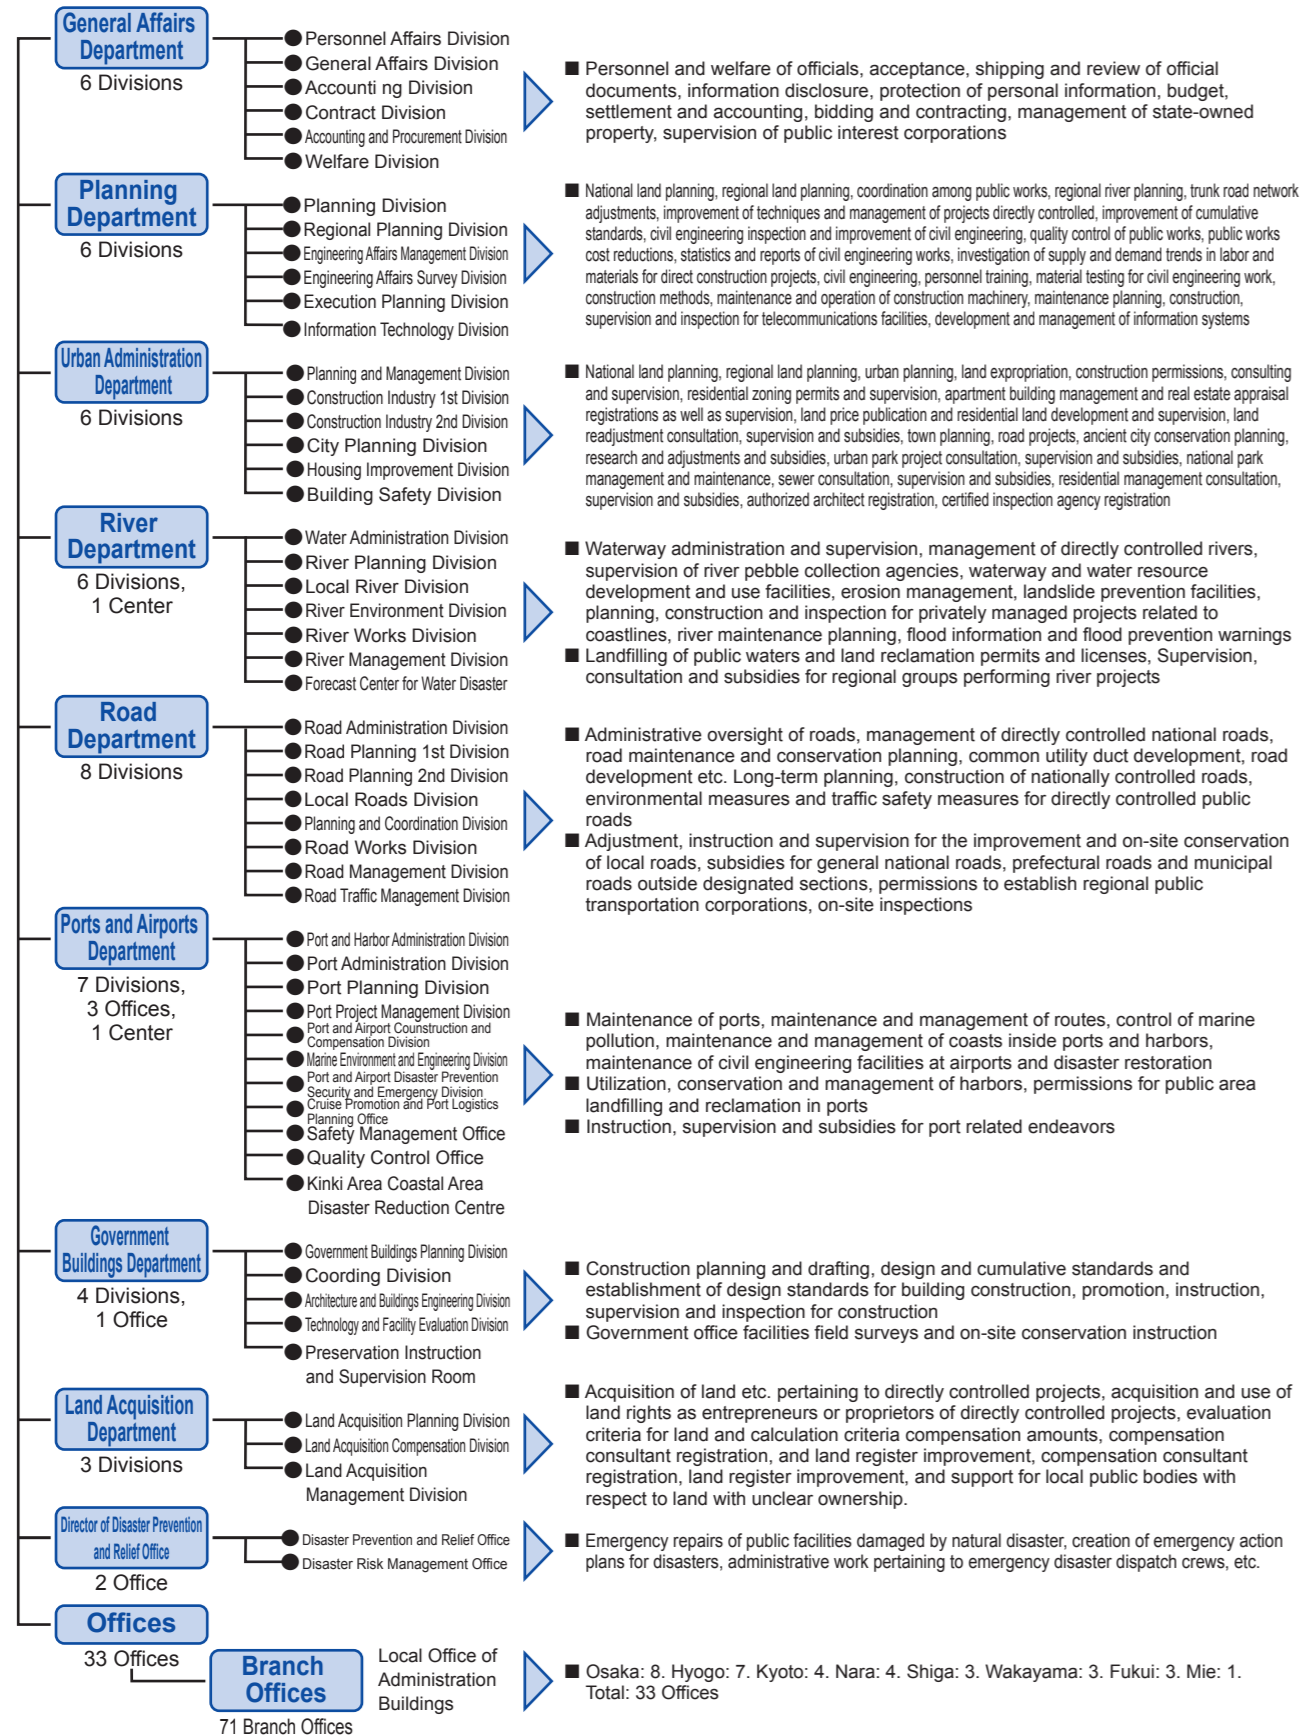 General Affairs
Department
6 Divisions
Personnel Affairs Division
General Affairs Division
Accounti ng Division
Contract Division
Accounting and Procurement Division
Welfare Division
■ Personnel and welfare of officials, acceptance, shipping and review of official
documents, information disclosure, protection of personal information, budget,
settlement and accounting, bidding and contracting, management of state-owned
property, supervision of public interest corporations
Planning
Department
6 Divisions
Planning Division
Regional Planning Division
Engineering Affairs Management Division
Engineering Affairs Survey Division
Execution Planning Division
Information Technology Division
■ National land planning, regional land planning, coordination among public works, regional river planning, trunk road network
adjustments, improvement of techniques and management of projects directly controlled, improvement of cumulative
standards, civil engineering inspection and improvement of civil engineering, quality control of public works, public works
cost reductions, statistics and reports of civil engineering works, investigation of supply and demand trends in labor and
materials for direct construction projects, civil engineering, personnel training, material testing for civil engineering work,
construction methods, maintenance and operation of construction machinery, maintenance planning, construction,
supervision and inspection for telecommunications facilities, development and management of information systems
Urban Administration
Department
6 Divisions
Planning and Management Division
Construction Industry 1st Division
Construction Industry 2nd Division
City Planning Division
Housing Improvement Division
Building Safety Division
■ National land planning, regional land planning, urban planning, land expropriation, construction permissions, consulting
and supervision, residential zoning permits and supervision, apartment building management and real estate appraisal
registrations as well as supervision, land price publication and residential land development and supervision, land
readjustment consultation, supervision and subsidies, town planning, road projects, ancient city conservation planning,
research and adjustments and subsidies, urban park project consultation, supervision and subsidies, national park
management and maintenance, sewer consultation, supervision and subsidies, residential management consultation,
supervision and subsidies, authorized architect registration, certified inspection agency registration
River
Department
6 Divisions,
1 Center
Water Administration Division
River Planning Division
Local River Division
River Environment Division
River Works Division
River Management Division
Forecast Center for Water Disaster
■ Waterway administration and supervision, management of directly controlled rivers,
supervision of river pebble collection agencies, waterway and water resource
development and use facilities, erosion management, landslide prevention facilities,
planning, construction and inspection for privately managed projects related to
coastlines, river maintenance planning, flood information and flood prevention warnings
■ Landfilling of public waters and land reclamation permits and licenses, Supervision,
consultation and subsidies for regional groups performing river projects
Road
Department
8 Divisions
Road Administration Division
Road Planning 1st Division
Road Planning 2nd Division
Local Roads Division
Planning and Coordination Division
Road Works Division
Road Management Division
Road Traffic Management Division
■ Administrative oversight of roads, management of directly controlled national roads,
road maintenance and conservation planning, common utility duct development, road
development etc. Long-term planning, construction of nationally controlled roads,
environmental measures and traffic safety measures for directly controlled public
roads
■ Adjustment, instruction and supervision for the improvement and on-site conservation
of local roads, subsidies for general national roads, prefectural roads and municipal
roads outside designated sections, permissions to establish regional public
transportation corporations, on-site inspections
Ports and Airports
Department
7 Divisions,
3 Offices,
1 Center
Port and Harbor Administration Division
Port Administration Division
Port Planning Division
Port Project Management Division
Port and Airport Counstruction and
Compensation Division
Marine Environment and Engineering Division
Port and Airport Disaster Prevention
Security and Emergency Division
Cruise Promotion and Port Logistics
Planning Office
Safety Management Office
Quality Control Office
Kinki Area Coastal Area
Disaster Reduction Centre
■ Maintenance of ports, maintenance and management of routes, control of marine
pollution, maintenance and management of coasts inside ports and harbors,
maintenance of civil engineering facilities at airports and disaster restoration
■ Utilization, conservation and management of harbors, permissions for public area
landfilling and reclamation in ports
■ Instruction, supervision and subsidies for port related endeavors
Government
Buildings Department
4 Divisions,
1 Office
Government Buildings Planning Division
Coording Division
Architecture and Buildings Engineering Division
Technology and Facility Evaluation Division
Preservation Instruction
and Supervision Room
■ Construction planning and drafting, design and cumulative standards and
establishment of design standards for building construction, promotion, instruction,
supervision and inspection for construction
■ Government office facilities field surveys and on-site conservation instruction
Land Acquisition
Department
3 Divisions
Land Acquisition Planning Division
Land Acquisition Compensation Division
Land Acquisition
Management Division
■ Acquisition of land etc. pertaining to directly controlled projects, acquisition and use of
land rights as entrepreneurs or proprietors of directly controlled projects, evaluation
criteria for land and calculation criteria compensation amounts, compensation
consultant registration, and land register improvement, compensation consultant
registration, land register improvement, and support for local public bodies with
respect to land with unclear ownership.
Director of Disaster Prevention
and Relief Office
2 Office
Disaster Prevention and Relief Office
Disaster Risk Management Office
■ Emergency repairs of public facilities damaged by natural disaster, creation of emergency action
plans for disasters, administrative work pertaining to emergency disaster dispatch crews, etc.
Offices
33 Offices
Branch
Offices
71 Branch Offices
Local Office of
Administration
Buildings
■ Osaka: 8. Hyogo: 7. Kyoto: 4. Nara: 4. Shiga: 3. Wakayama: 3. Fukui: 3. Mie: 1.
Total: 33 Offices